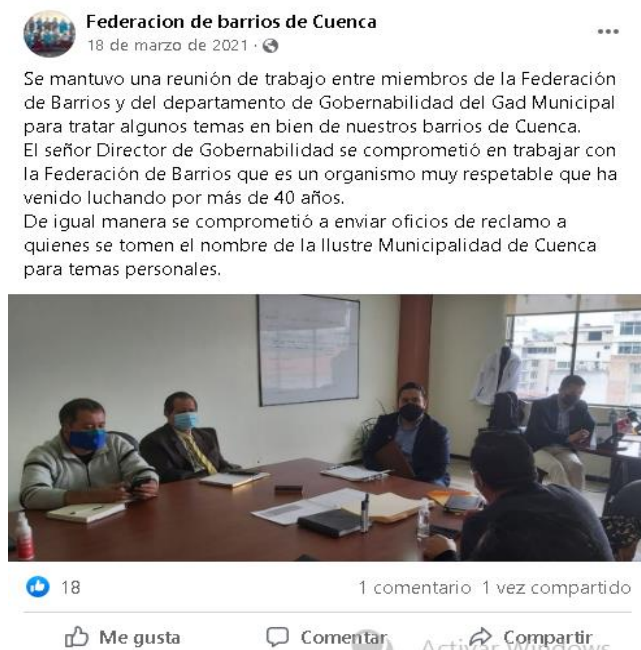 Federacion de barrios de Cuenca
18 de marzo de 2021 ·
Se mantuvo una reunión de trabajo entre miembros de la Federación
de Barrios y del departamento de Gobernabilidad del Gad Municipal
para tratar algunos temas en bien de nuestros barrios de Cuenca.
El señor Director de Gobernabilidad se comprometió en trabajar con
la Federación de Barrios que es un organismo muy respetable que ha
venido luchando por más de 40 años.
De igual manera se comprometió a enviar oficios de reclamo a
quienes se tomen el nombre de la Ilustre Municipalidad de Cuenca
para temas personales.
18
1 comentario 1 vez compartido
Me gusta
Comentar
Compartir
Activar Windows